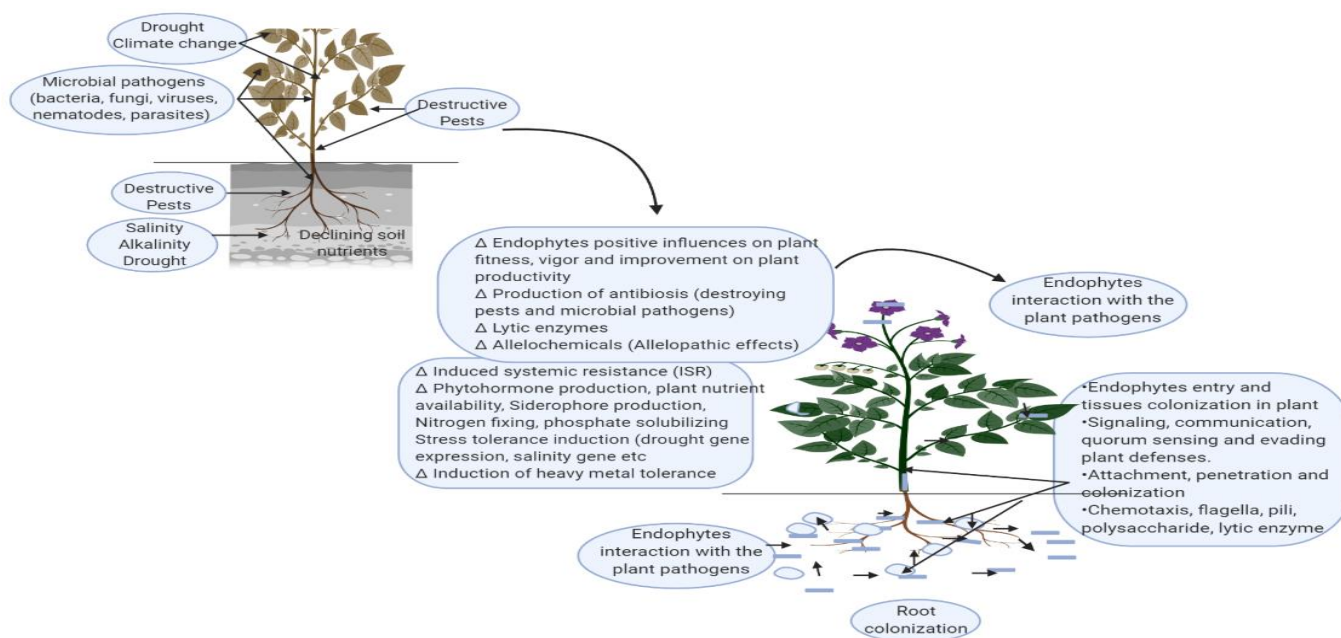 Drought
Climate change
Microbial pathogens
(bacteria, fungi, viruses,
nematodes, parasites)
Destructive
Pests
Destructive
Pests
Salinity
Alkalinity
Drought
Declining soil
nutrients
Δ Endophytes positive influences on plant
fitness, vigor and improvement on plant
productivity
Δ Production of antibiosis (destroying
pests and microbial pathogens)
Δ Lytic enzymes
Δ Allelochemicals (Allelopathic effects)
Δ Induced systemic resistance (ISR)
Δ Phytohormone production, plant nutrient
availability, Siderophore production,
Nitrogen fixing, phosphate solubilizing
Stress tolerance induction (drought gene
expression, salinity gene etc
Δ Induction of heavy metal tolerance
Endophytes
interaction with the
plant pathogens
•Endophytes entry and
tissues colonization in plant
•Signaling, communication,
quorum sensing and evading
plant defenses.
•Attachment, penetration and
colonization
•Chemotaxis, flagella, pili,
polysaccharide, lytic enzyme
Endophytes
interaction with the
plant pathogens
Root
colonization